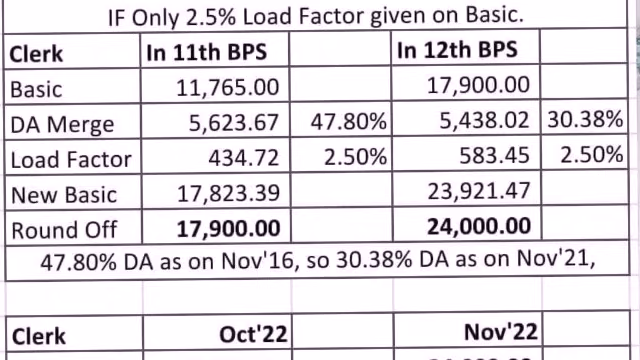 IF Only 2.5% Load Factor given on Basic.
Clerk In 11th BPS In 12th BPS
Basic 11,765.00 17,900.00
DA Merge 5,623.67 47.80% 5,438.02 30.38%
Load Factor 434.72 2.50% 583.45 2.50%
New Basic 17,823.39 23,921.47
Round Off 17,900.00 24,000.00
47.80% DA as on Nov'16, so 30.38% DA as on Nov'21,
Clerk Oct'22 Nov'22